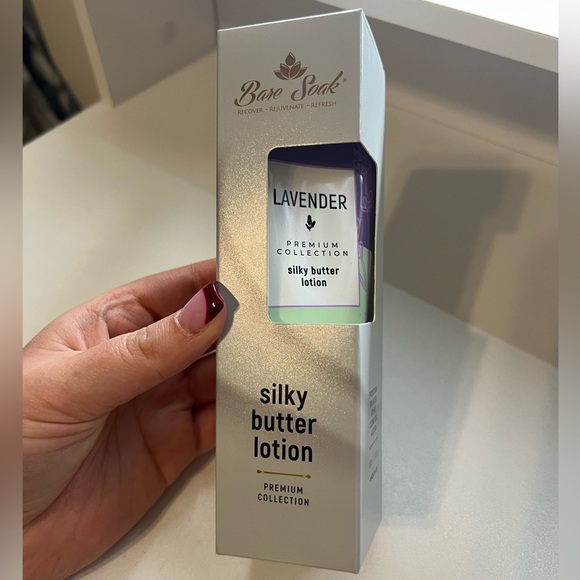 Bare Soak®
RECOVER • REJUVENATE • REFRESH
LAVENDER
PREMIUM
COLLECTION
silky butter
lotion
silky
butter
lotion
PREMIUM
COLLECTION